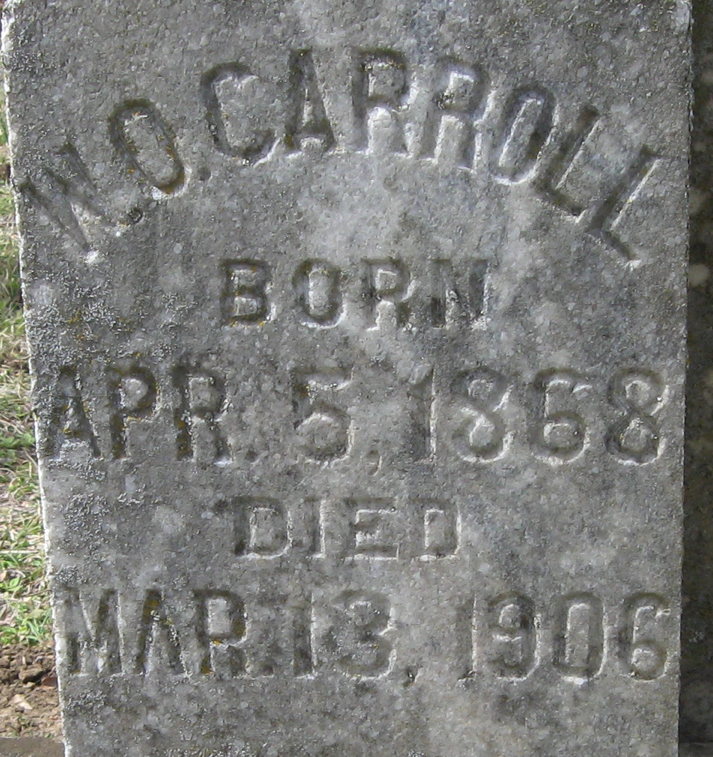 W.O.CARROLL
BORN
APR. 5, 1868
DIED
MAR. 13, 1906